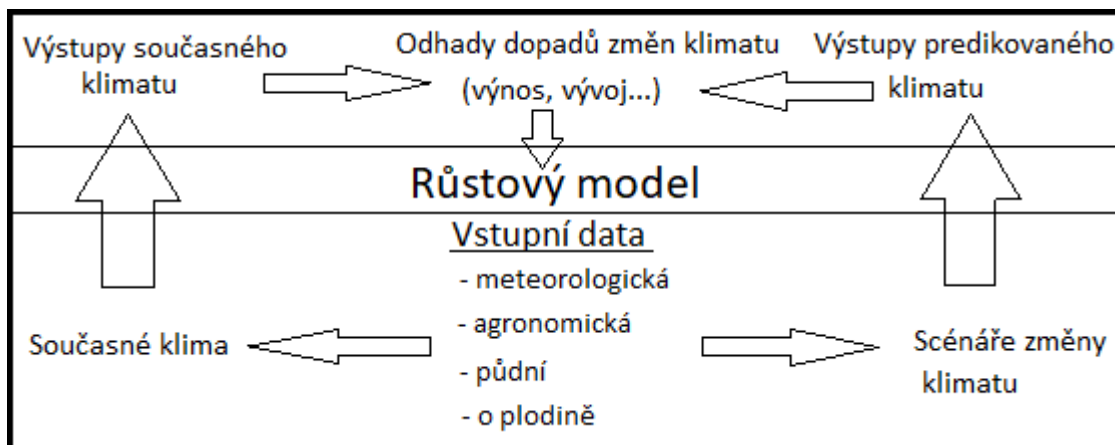 Výstupy současného
klimatu
Odhady dopadů změn klimatu
(výnos, vývoj...)
Výstupy predikovaného
klimatu
Růstový model
Vstupní data
- meteorologická
- agronomická
- půdní
- o plodině
Současné klima
Scénáře změny
klimatu